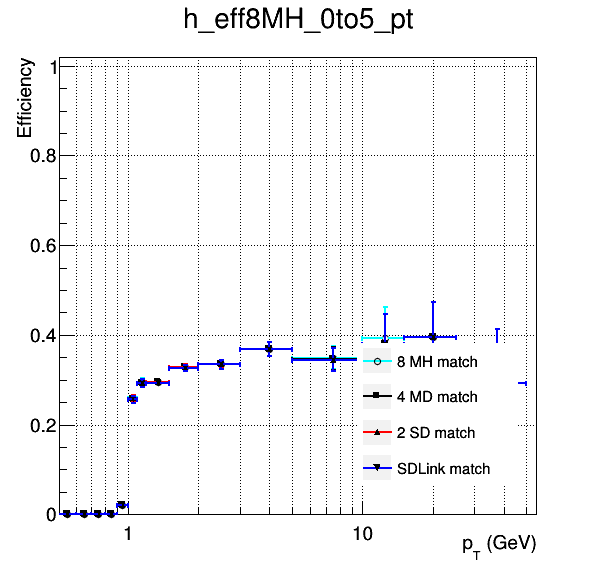 h_eff8MH_0to5_pt
Efficiency
1
0.8
0.6
0.4
0.2
0
8 MH match
4 MD match
2 SD match
SDLink match
1
10
p_T (GeV)